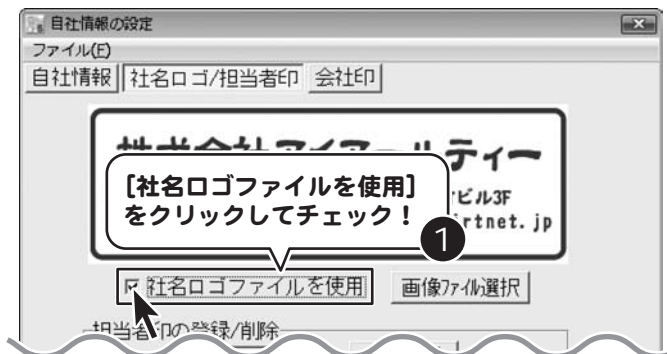 自社情報の設定
ファイル(E)
自社情報 社名ロゴ/担当者印 会社印
ティー
ビル3F
irtnet.jp
[社名ロゴファイルを使用]
をクリックしてチェック！
1
社名ロゴファイルを使用 画像ファイル選択
担当者印の登録/削除